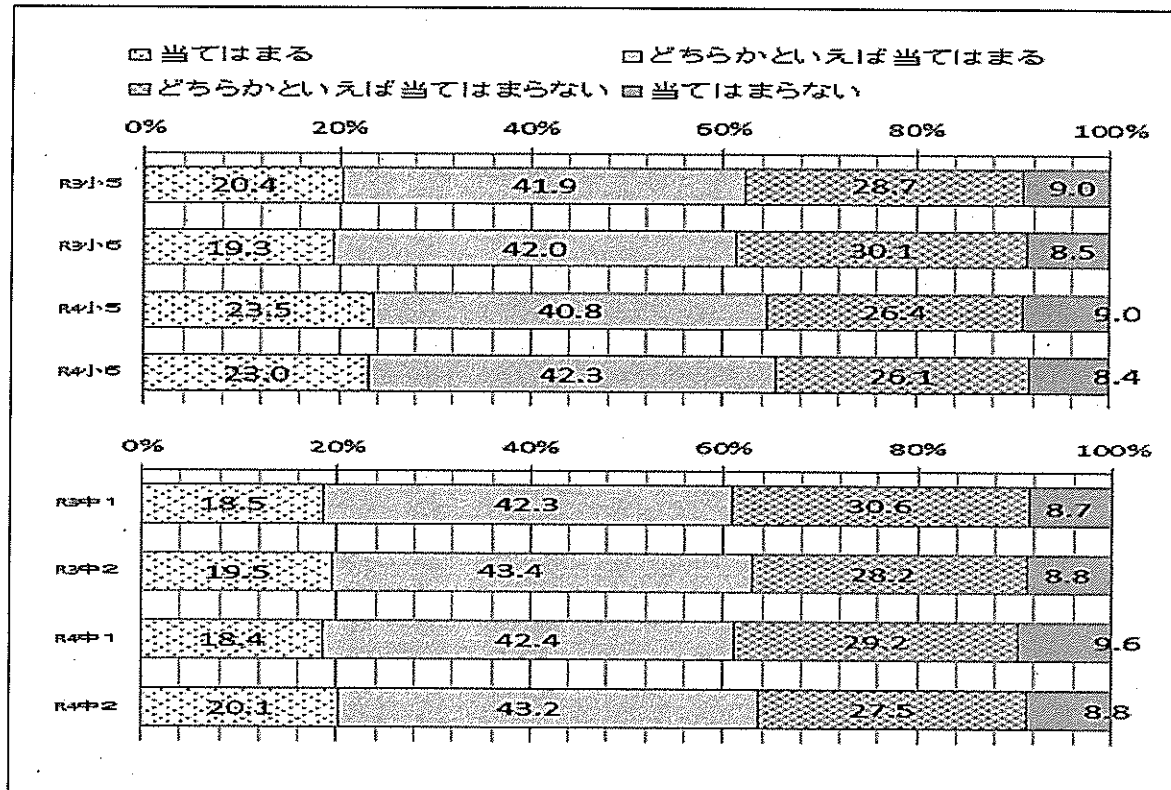 当てはまる どちらかといえば当てはまる
どちらかといえば当てはまらない 当てはまらない
0% 20% 40% 60% 80% 100%
R3小5 20.4 41.9 28.7 9.0
R3小6 19.3 42.0 30.1 8.5
R4小5 23.5 40.8 26.4 9.0
R4小6 23.0 42.3 26.1 8.4
0% 20% 40% 60% 80% 100%
R3中1 18.5 42.3 30.6 8.7
R3中2 19.5 43.4 28.2 8.8
R4中1 18.4 42.4 29.2 9.6
R4中2 20.1 43.2 27.5 8.8